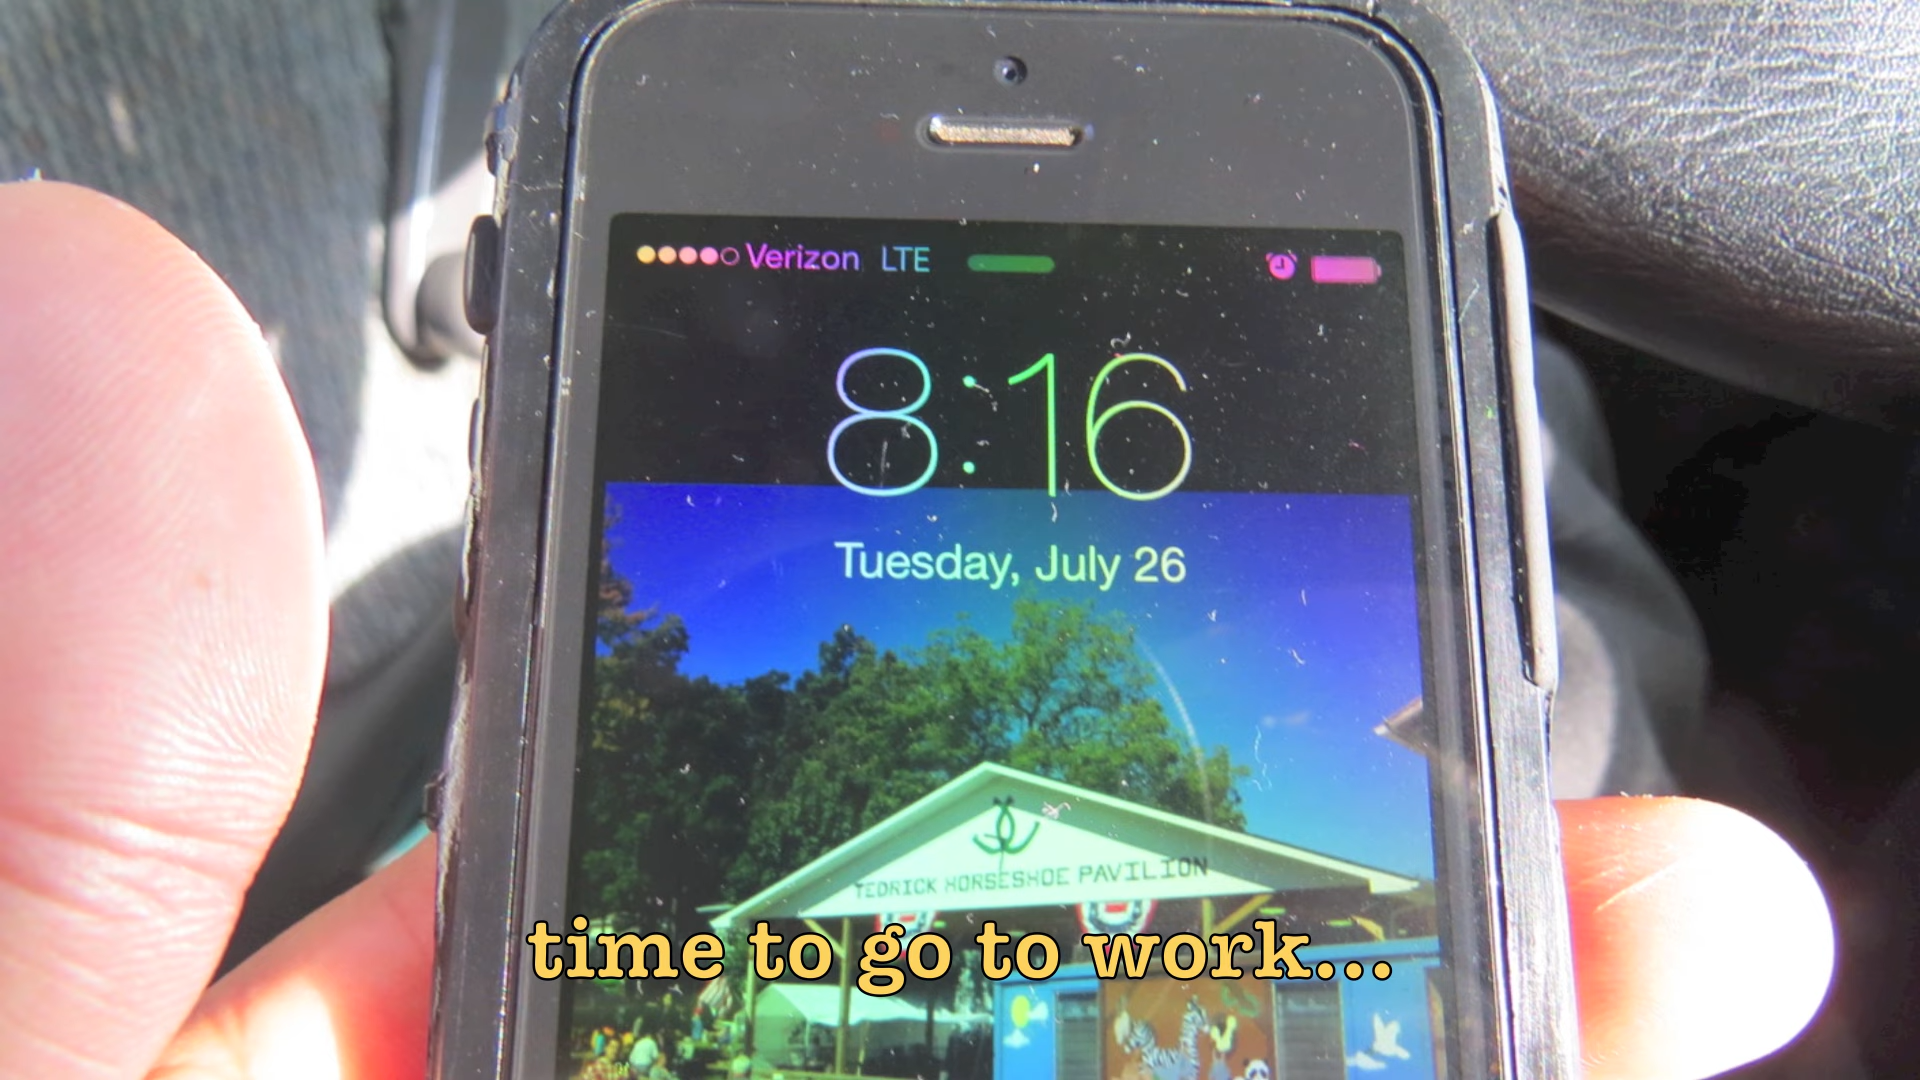 Verizon LTE
8:16
Tuesday, July 26
TEDRICK HORSESHOE PAVILION
time to go to work...